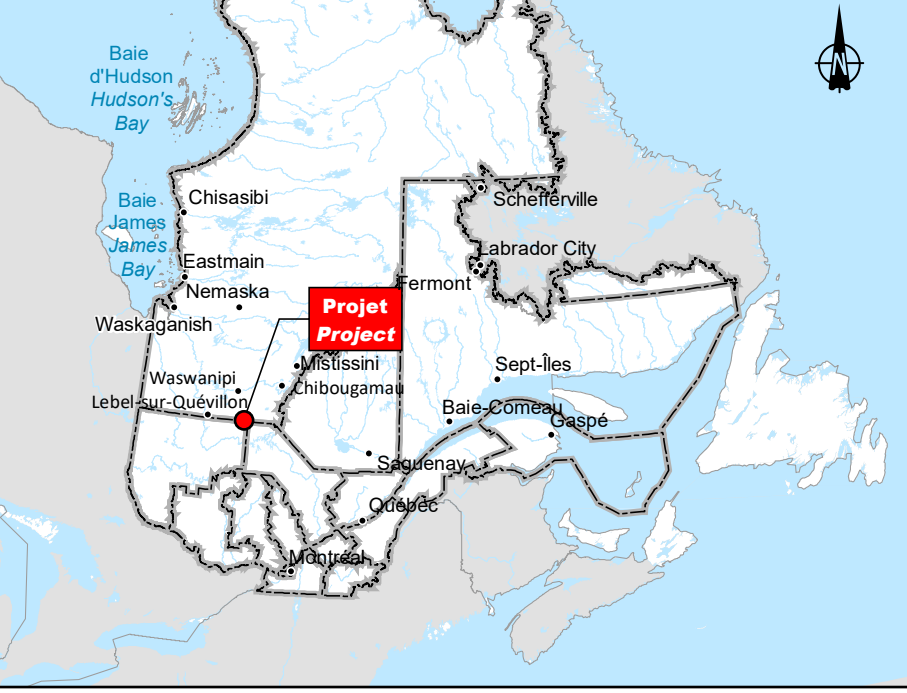 Baie
d'Hudson
Hudson's
Bay
N
Chisasibi
Schefferville
Baie
James
James
Bay
Labrador City
Eastmain
Fermont
Nemaska
Projet
Project
Waskaganish
Mistissini
Sept-Îles
Waswanipi
Chibougamau
Lebel-sur-Quévillon
Baie-Comeau
Gaspé
Saguenay
Québec
Montréal